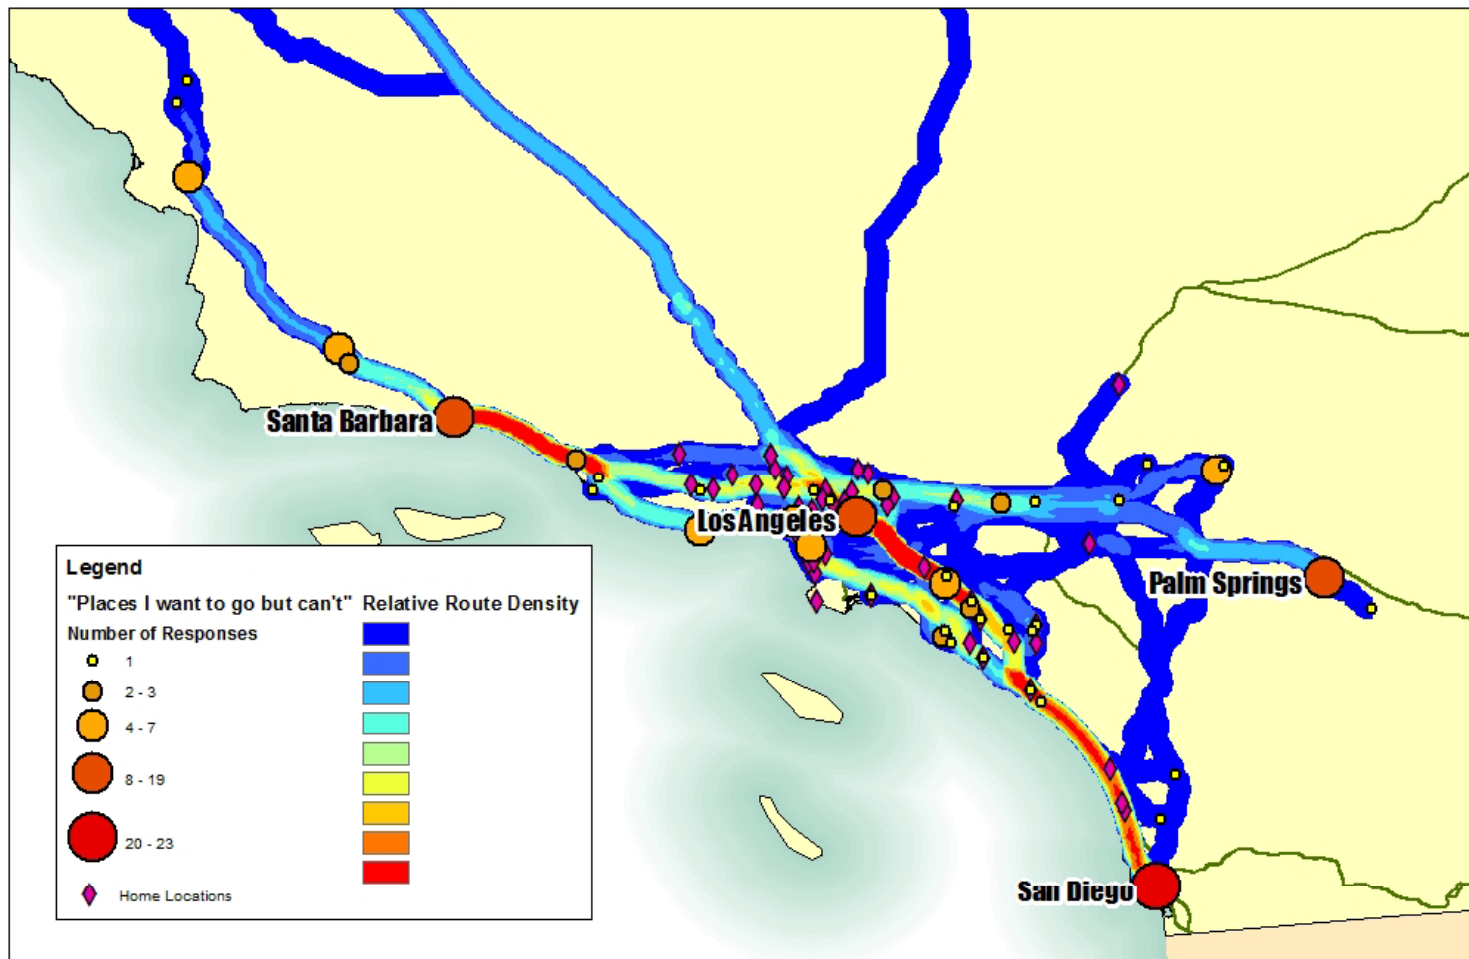 Santa Barbara
Los Angeles
Palm Springs
San Diego
Legend
"Places I want to go but can't" Relative Route Density
Number of Responses
1
2 - 3
4 - 7
8 - 19
20 - 23
Home Locations